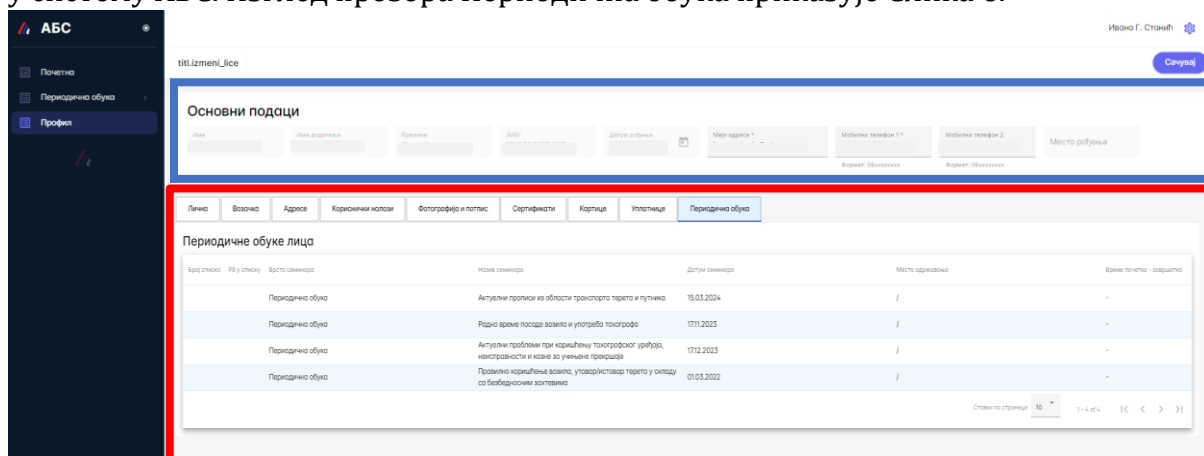 у систему АБС. Изглед прозора Периодична обука приказује Слика 6.
АБС
Ивана Г. Станић
Почетна
Периодична обука
Профил
titl.izmeni_lice
Сачувај
Основни подаци
Име
Име родитеља
Презиме
ЈМБГ
Датум рођења
Мејл адреса *
Мобилни телефон 1 *
Мобилни телефон 2
Место рођења
Формат: 06xxxxxxxx
Формат: 06xxxxxxxx
Лична
Возачка
Адресе
Кориснички налози
Фотографија и потпис
Сертификати
Картице
Уплатнице
Периодична обука
Периодичне обуке лица
Број списка РБ у списку Врста семинара Назив семинара Датум семинара Место одржавања Време почетка - завршетка
Периодична обука Актуелни прописи из области транспорта терета и путника 15.03.2024 / -
Периодична обука Радно време посаде возила и употреба тахографа 17.11.2023 / -
Периодична обука Актуелни проблеми при коришћењу тахографског уређаја, 17.12.2023 / -
неисправности и казне за учињене прекршаје
Периодична обука Правилно коришћење возила, утовар/истовар терета у складу 01.03.2022 / -
са безбедносним захтевима
Ставки по страници 10 1 – 4 of 4